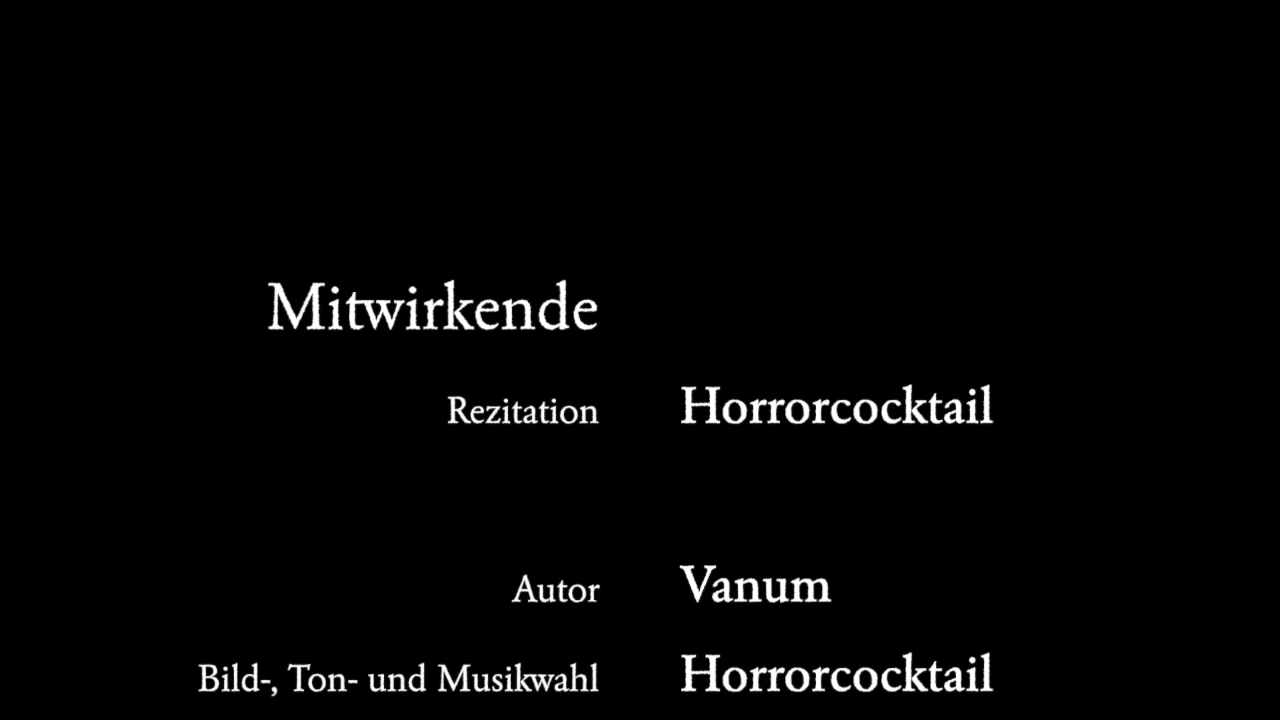 Mitwirkende
Rezitation Horrorcocktail
Autor Vanum
Bild-, Ton- und Musikwahl Horrorcocktail